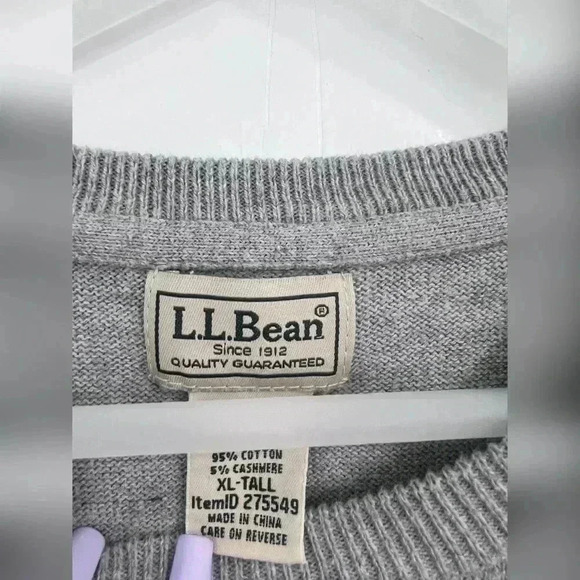 L.L.Bean®
Since 1912
QUALITY GUARANTEED
95% COTTON
5% CASHMERE
XL-TALL
ItemID 275549
MADE IN CHINA
CARE ON REVERSE